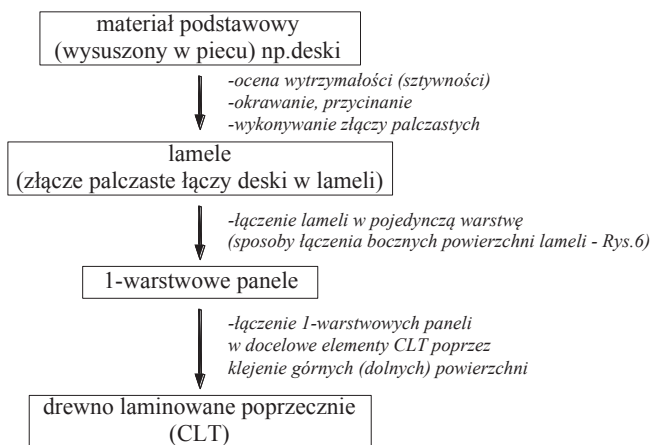 materiał podstawowy
(wysuszony w piecu) np.deski
-ocena wytrzymałości (sztywności)
-okrawanie, przycinanie
-wykonywanie złączy palczastych
lamele
(złącze palczaste łączy deski w lameli)
-łączenie lameli w pojedynczą warstwę
(sposoby łączenia bocznych powierzchni lameli - Rys.6)
1-warstwowe panele
-łączenie 1-warstwowych paneli
w docelowe elementy CLT poprzez
klejenie górnych (dolnych) powierzchni
drewno laminowane poprzecznie
(CLT)